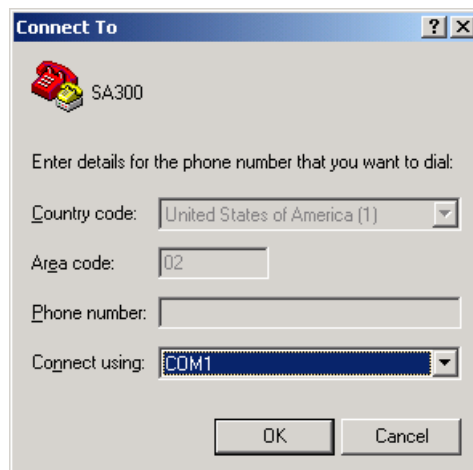 Connect To
SA300
Enter details for the phone number that you want to dial:
Country code: United States of America (1)
Area code: 02
Phone number:
Connect using: COM1
OK Cancel